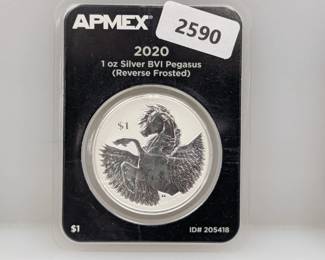 APMEX®
2590
2020
1 oz Silver BVI Pegasus
(Reverse Frosted)
$1
$1
ID# 205418